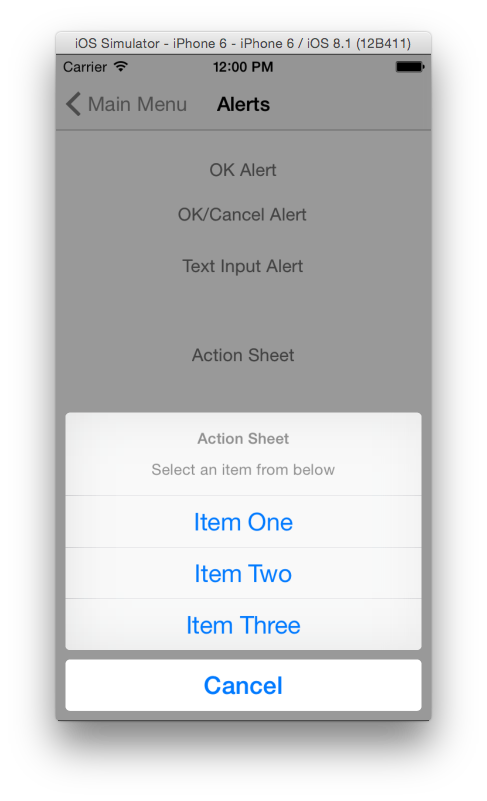 iOS Simulator - iPhone 6 - iPhone 6 / iOS 8.1 (12B411)
Carrier 12:00 PM
Main Menu Alerts
OK Alert
OK/Cancel Alert
Text Input Alert
Action Sheet
Action Sheet
Select an item from below
Item One
Item Two
Item Three
Cancel